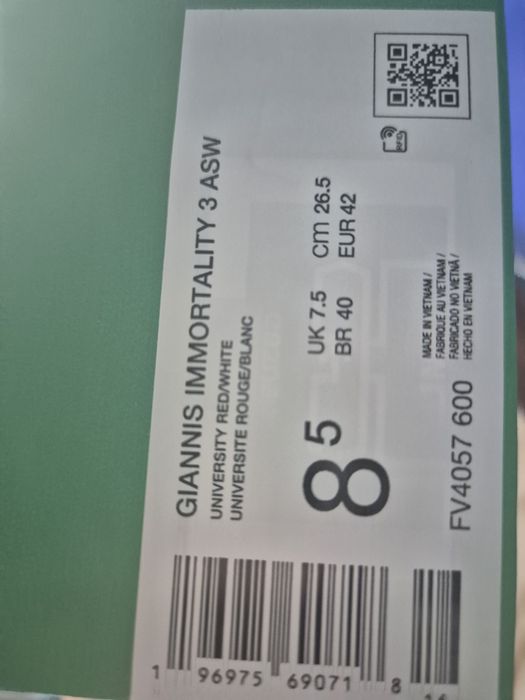 GIANNIS IMMORTALITY 3 ASW
UNIVERSITY RED/WHITE
UNIVERSITE ROUGE/BLANC
8 5
UK 7.5 cm 26.5
BR 40 EUR 42
RFID
MADE IN VIETNAM /
FABRIQUE AU VIETNAM /
FABRICADO NO VIETNÃ /
HECHO EN VIETNAM
FV4057 600
1 96975 69071 8